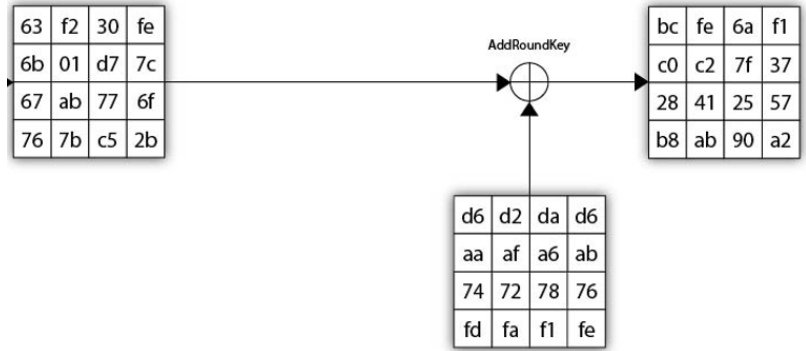 63 f2 30 fe
6b 01 d7 7c
67 ab 77 6f
76 7b c5 2b
AddRoundKey
bc fe 6a f1
c0 c2 7f 37
28 41 25 57
b8 ab 90 a2
d6 d2 da d6
aa af a6 ab
74 72 78 76
fd fa f1 fe